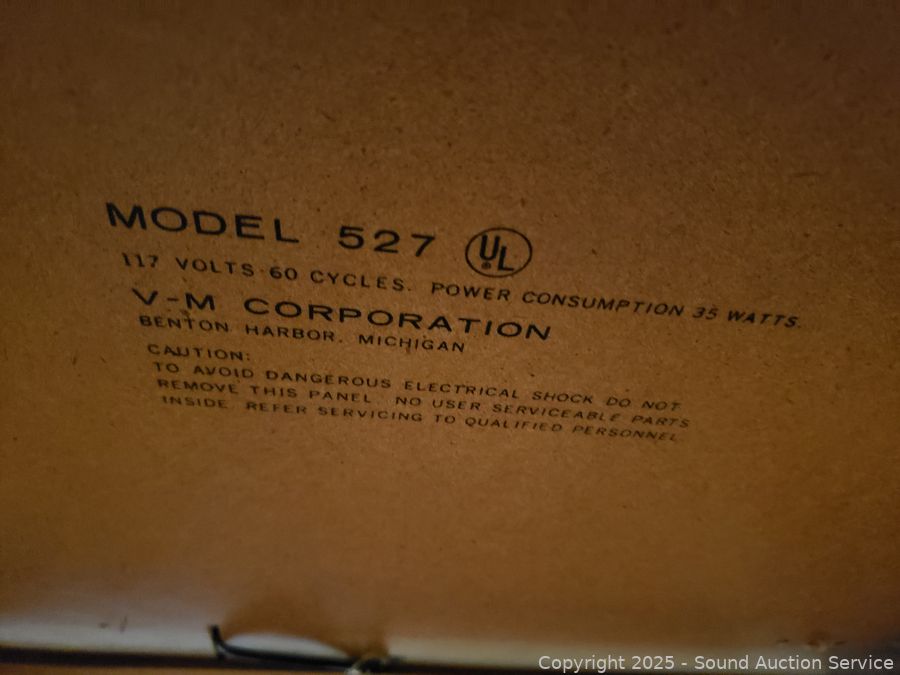 MODEL 527 UL
117 VOLTS·60 CYCLES. POWER CONSUMPTION 35 WATTS.
V-M CORPORATION
BENTON HARBOR, MICHIGAN
CAUTION:
TO AVOID DANGEROUS ELECTRICAL SHOCK DO NOT
REMOVE THIS PANEL. NO USER SERVICEABLE PARTS
INSIDE. REFER SERVICING TO QUALIFIED PERSONNEL.
Copyright 2025 - Sound Auction Service